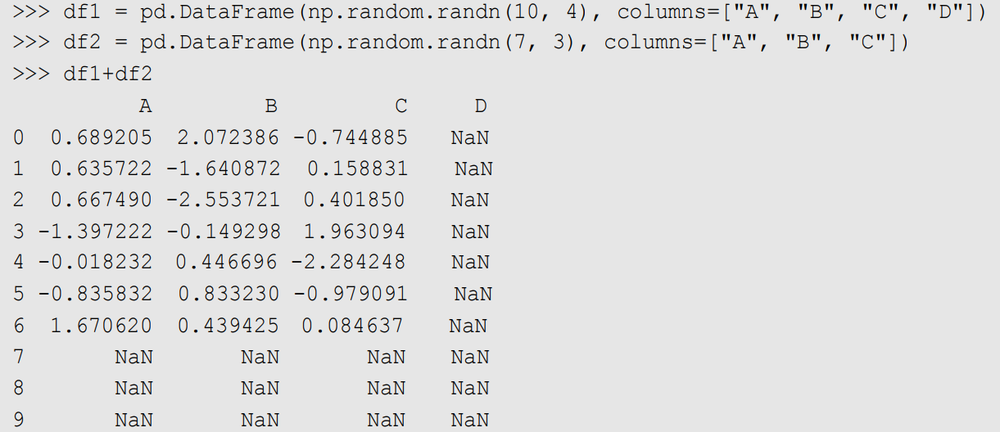 >>> df1 = pd.DataFrame(np.random.randn(10, 4), columns=["A", "B", "C", "D"])
>>> df2 = pd.DataFrame(np.random.randn(7, 3), columns=["A", "B", "C"])
>>> df1+df2
A B C D
0 0.689205 2.072386 -0.744885 NaN
1 0.635722 -1.640872 0.158831 NaN
2 0.667490 -2.553721 0.401850 NaN
3 -1.397222 -0.149298 1.963094 NaN
4 -0.018232 0.446696 -2.284248 NaN
5 -0.835832 0.833230 -0.979091 NaN
6 1.670620 0.439425 0.084637 NaN
7 NaN NaN NaN NaN
8 NaN NaN NaN NaN
9 NaN NaN NaN NaN